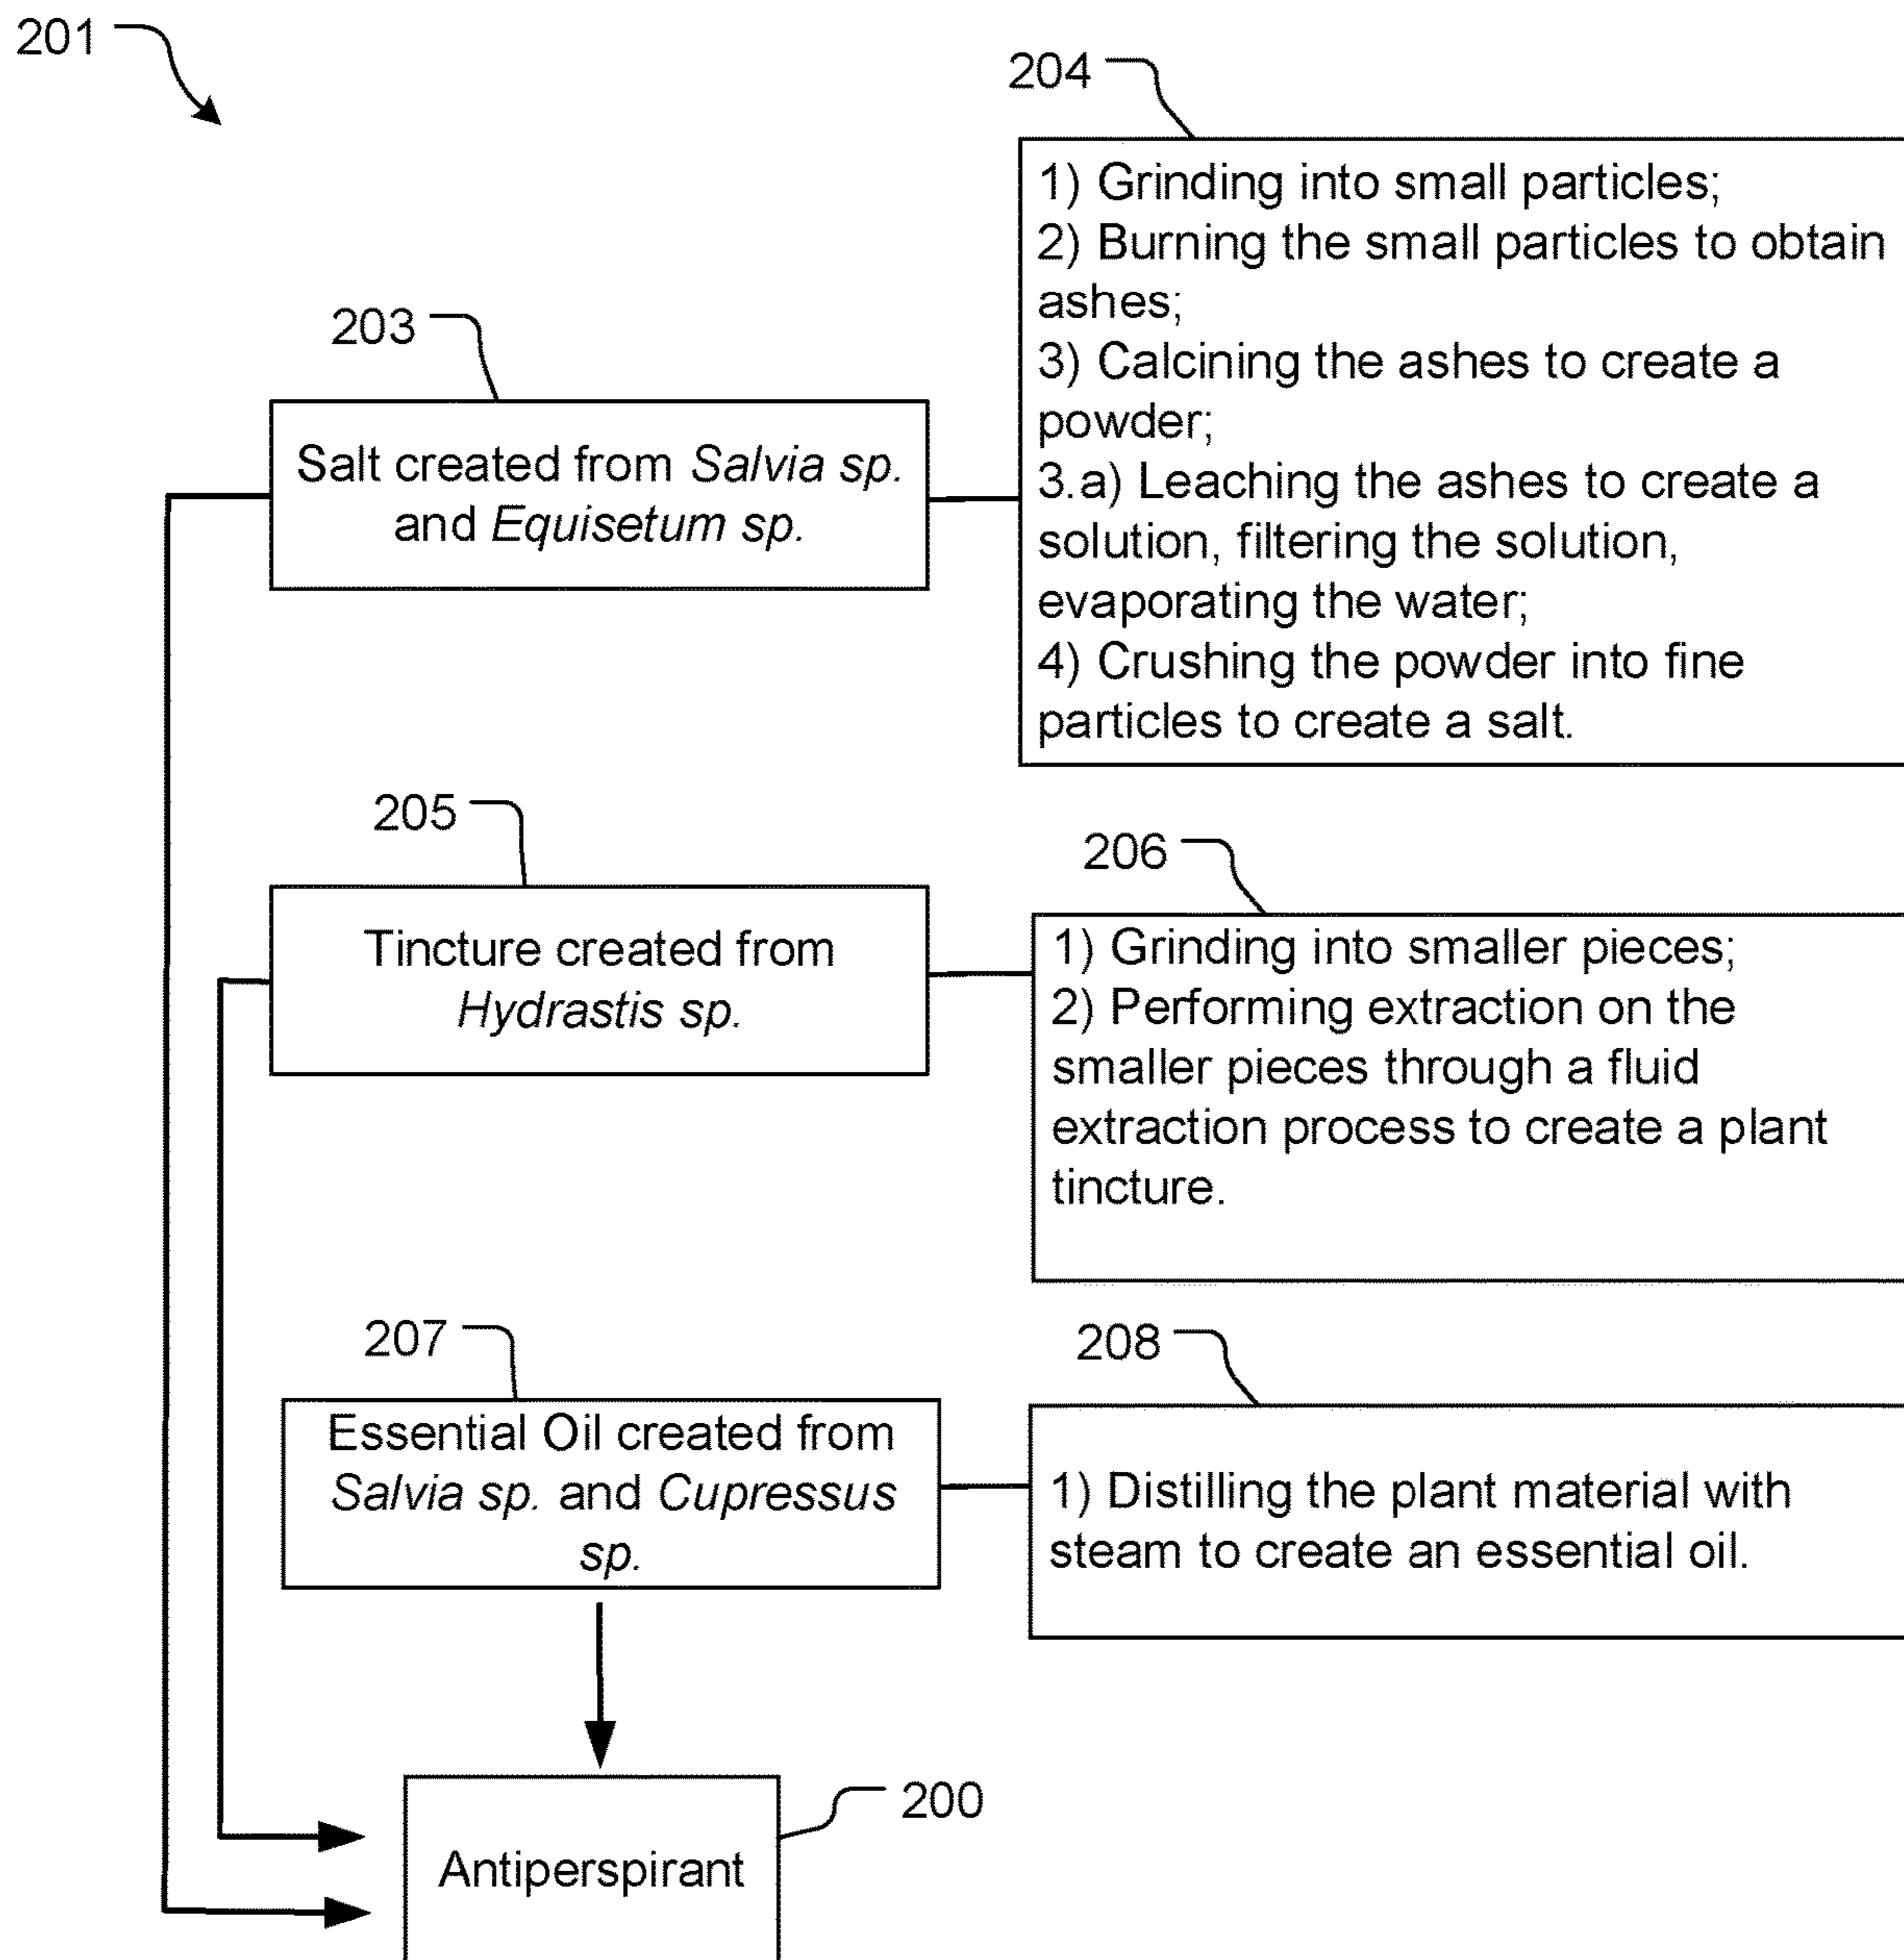 201
204
1) Grinding into small particles;
2) Burning the small particles to obtain
ashes;
3) Calcining the ashes to create a
powder;
3.a) Leaching the ashes to create a
solution, filtering the solution,
evaporating the water;
4) Crushing the powder into fine
particles to create a salt.
203
Salt created from Salvia sp.
and Equisetum sp.
205
Tincture created from
Hydrastis sp.
206
1) Grinding into smaller pieces;
2) Performing extraction on the
smaller pieces through a fluid
extraction process to create a plant
tincture.
207
Essential Oil created from
Salvia sp. and Cupressus
sp.
208
1) Distilling the plant material with
steam to create an essential oil.
200
Antiperspirant